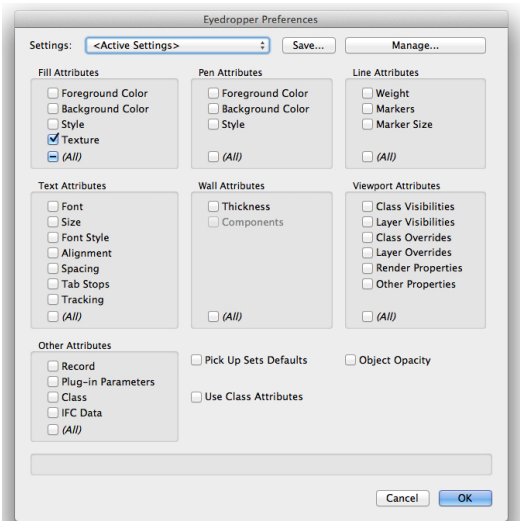 Eyedropper Preferences
Settings: <Active Settings> Save... Manage...
Fill Attributes
Foreground Color
Background Color
Style
Texture
(All)
Pen Attributes
Foreground Color
Background Color
Style
(All)
Line Attributes
Weight
Markers
Marker Size
(All)
Text Attributes
Font
Size
Font Style
Alignment
Spacing
Tab Stops
Tracking
(All)
Wall Attributes
Thickness
Components
(All)
Viewport Attributes
Class Visibilities
Layer Visibilities
Class Overrides
Layer Overrides
Render Properties
Other Properties
(All)
Other Attributes
Record
Plug-in Parameters
Class
IFC Data
(All)
Pick Up Sets Defaults
Object Opacity
Use Class Attributes
Cancel OK